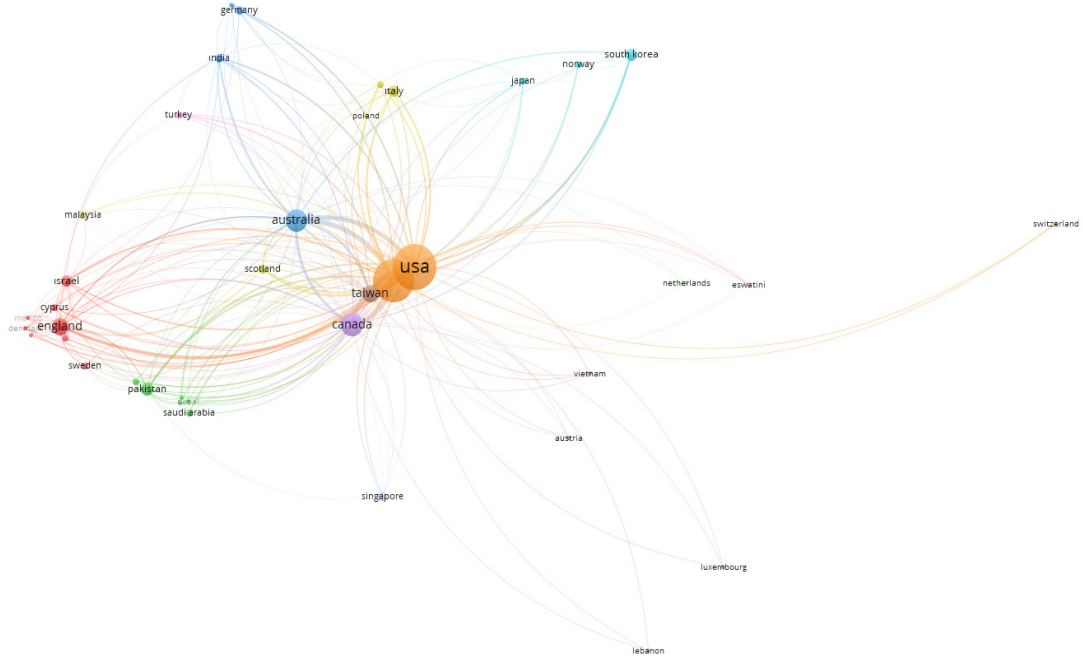 germany
india
south korea
norway
japan
italy
poland
turkey
malaysia
australia
switzerland
scotland
usa
israel
taiwan
netherlands
eswatini
cyprus
mexico
england
canada
sweden
vietnam
pakistan
saudi arabia
austria
singapore
luxembourg
lebanon